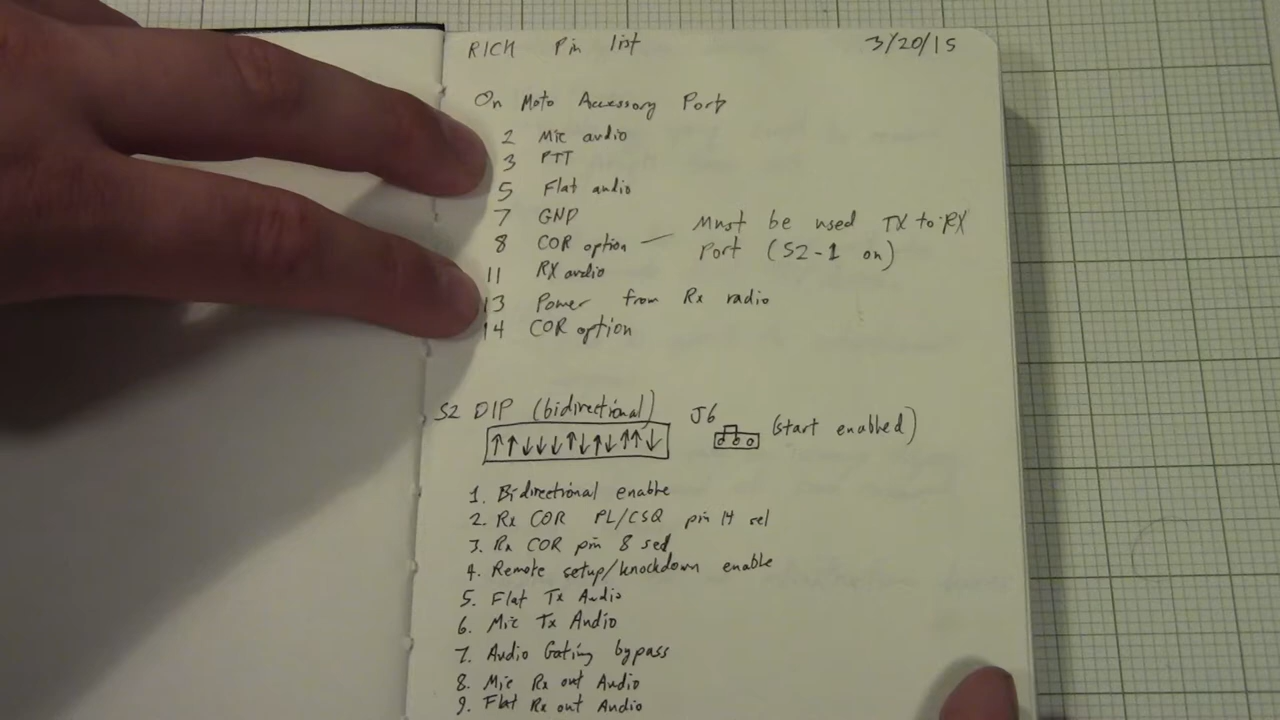 RICH Pin list 3/20/15
On Moto Accessory Port
2 Mic audio
3 PTT
5 Flat audio
7 GND
8 COR option — Must be used TX to RX
Port (S2-1 on)
11 RX audio
13 Power from Rx radio
14 COR option
S2 DIP (bidirectional) J6 (start enabled)
↑↑↓↓↓↑↓↑↓↑↑↓
1. Bidirectional enable
2. Rx COR PL/CSQ pin 14 sel
3. Rx COR pin 8 sel
4. Remote setup/knockdown enable
5. Flat Tx Audio
6. Mic Tx Audio
7. Audio Gating bypass
8. Mic Rx out Audio
9. Flat Rx out Audio